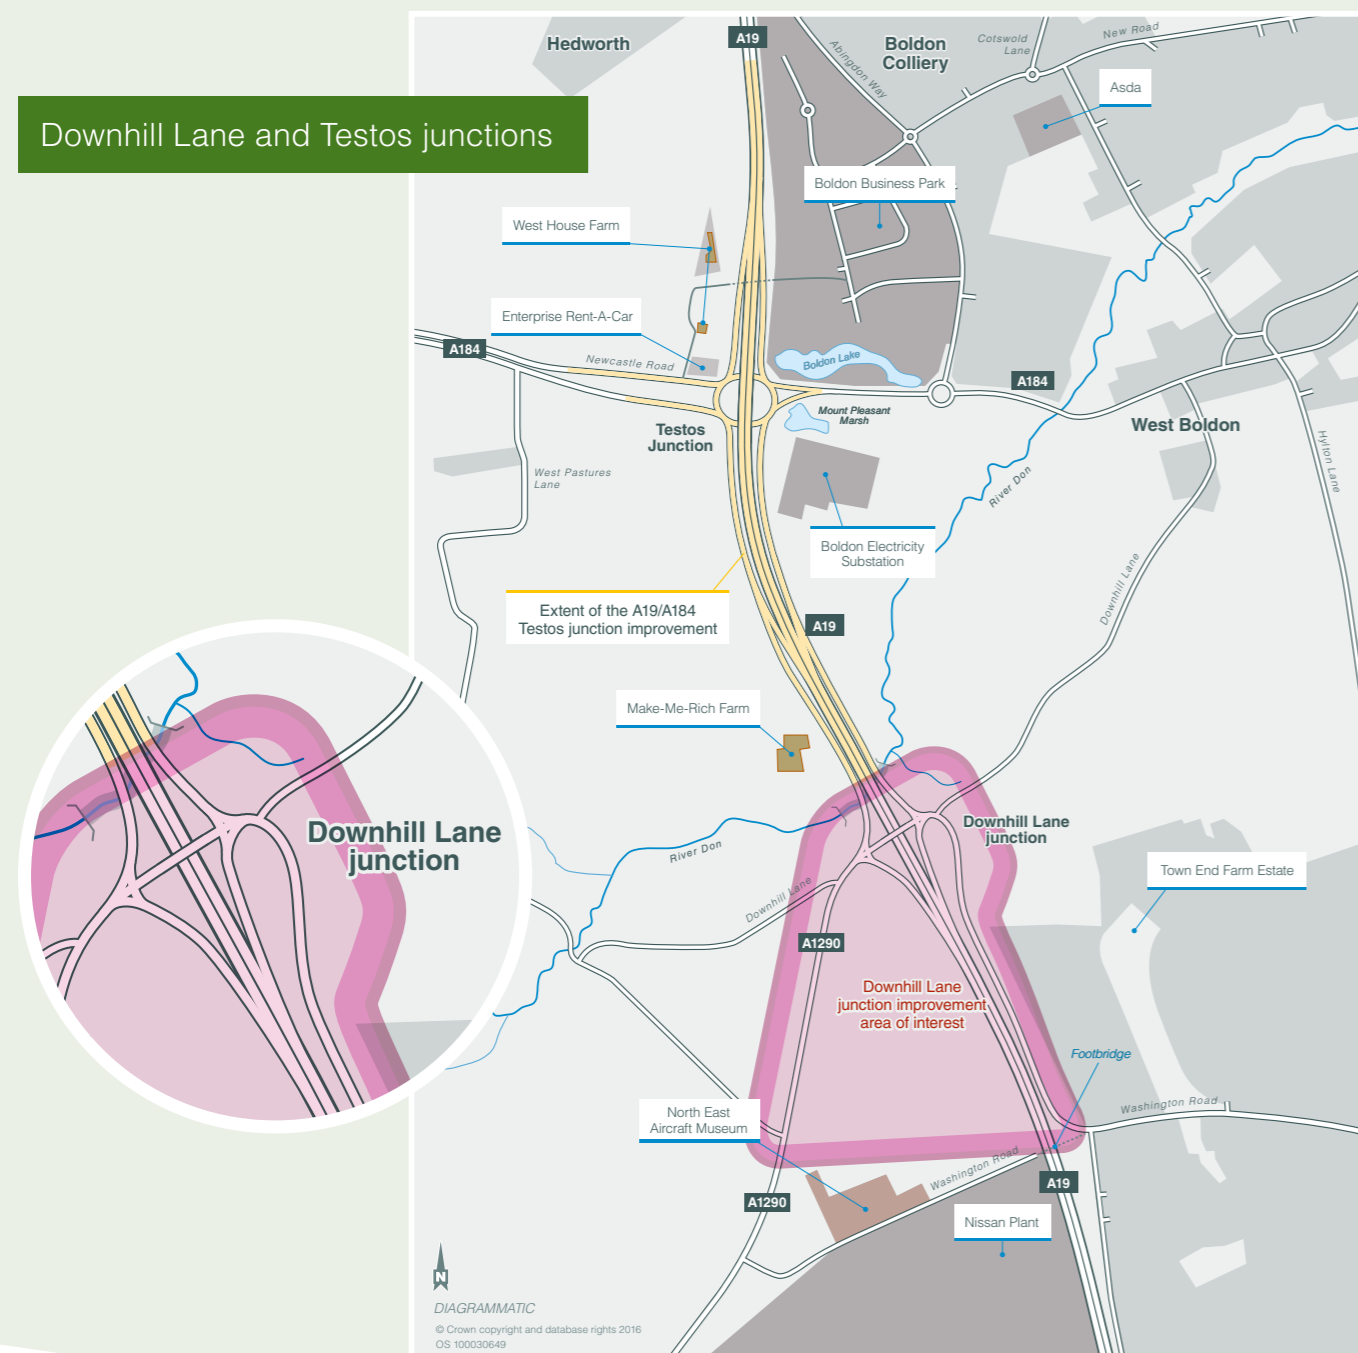 Downhill Lane and Testos junctions
Hedworth
A19
Boldon
Colliery
Cotswold
Lane
New Road
Abingdon Way
Asda
Boldon Business Park
West House Farm
Enterprise Rent-A-Car
A184
Newcastle Road
Boldon Lake
A184
Mount Pleasant
Marsh
Testos
Junction
West Boldon
Hylton Lane
West Pastures
Lane
River Don
Boldon Electricity
Substation
Downhill Lane
Extent of the A19/A184
Testos junction improvement
A19
Make-Me-Rich Farm
Downhill Lane
junction
Downhill Lane
junction
River Don
Town End Farm Estate
Downhill Lane
A1290
Downhill Lane
junction improvement
area of interest
Footbridge
North East
Aircraft Museum
Washington Road
Washington Road
A19
A1290
Nissan Plant
N
DIAGRAMMATIC
© Crown copyright and database rights 2016
OS 100030649